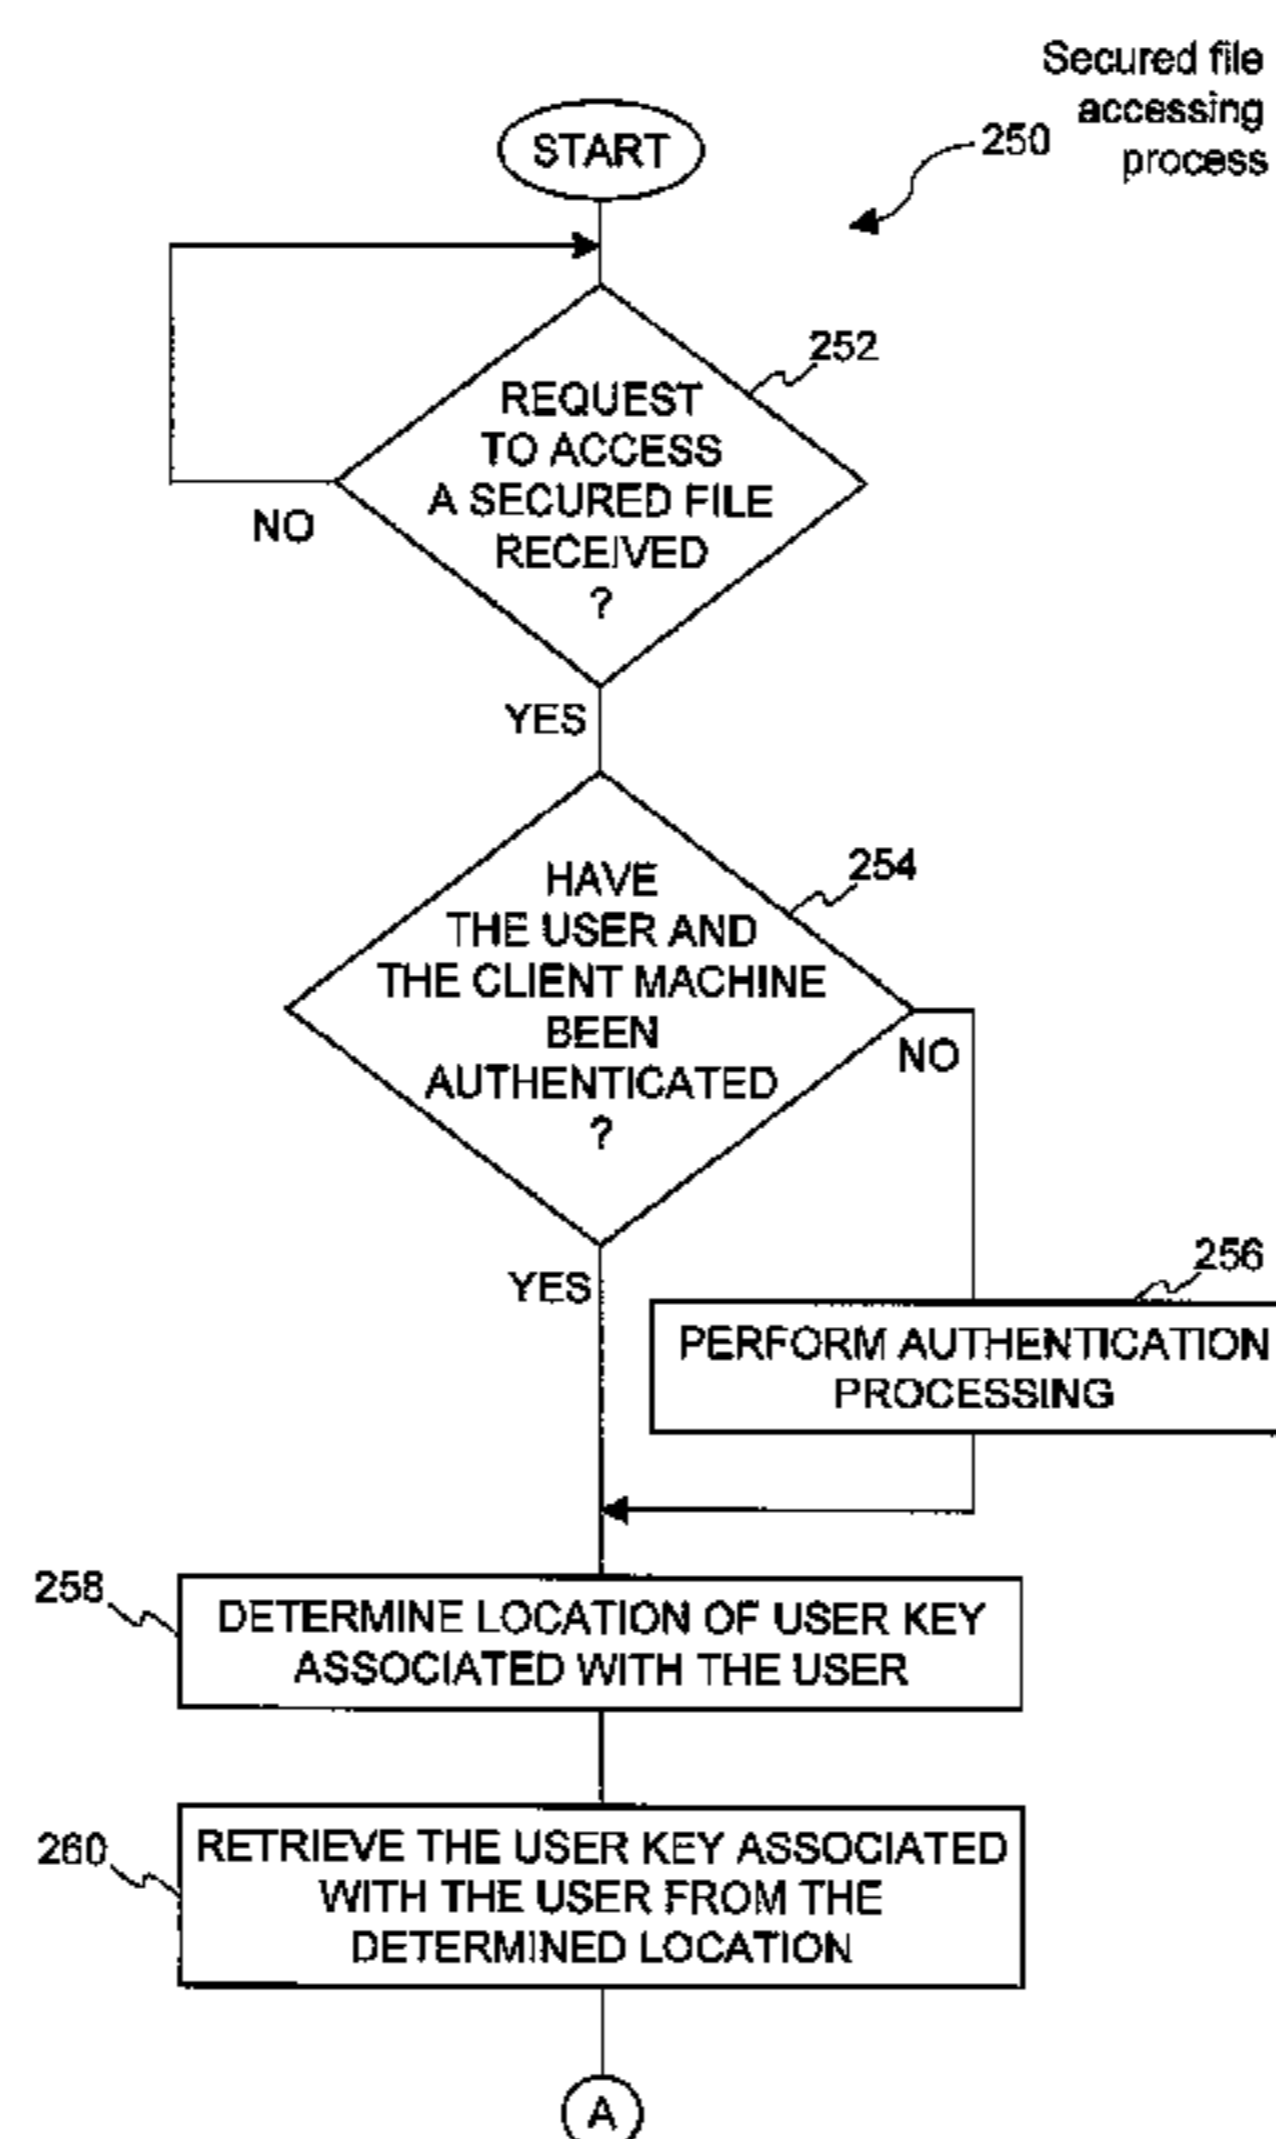 Secured file
accessing
process
250
START
252
REQUEST
TO ACCESS
A SECURED FILE
RECEIVED
?
NO
YES
254
HAVE
THE USER AND
THE CLIENT MACHINE
BEEN
AUTHENTICATED
?
NO
YES
256
PERFORM AUTHENTICATION
PROCESSING
258
DETERMINE LOCATION OF USER KEY
ASSOCIATED WITH THE USER
260
RETRIEVE THE USER KEY ASSOCIATED
WITH THE USER FROM THE
DETERMINED LOCATION
A